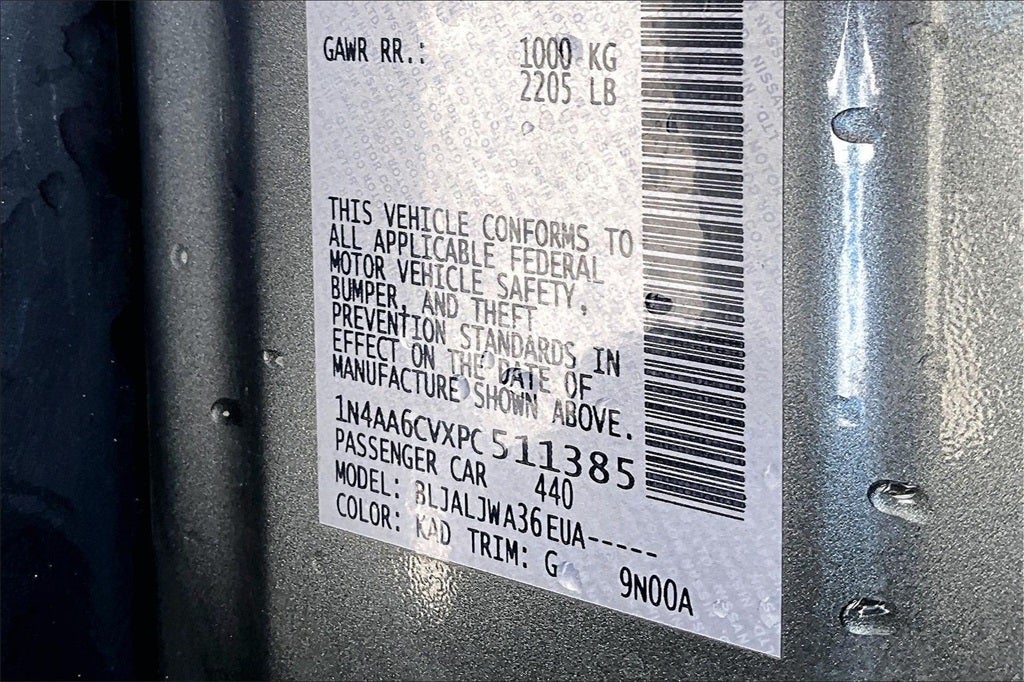 GAWR RR.: 1000 KG
2205 LB
THIS VEHICLE CONFORMS TO
ALL APPLICABLE FEDERAL
MOTOR VEHICLE SAFETY,
BUMPER, AND THEFT
PREVENTION STANDARDS IN
EFFECT ON THE DATE OF
MANUFACTURE SHOWN ABOVE.
1N4AA6CVXPC511385
PASSENGER CAR 440
MODEL: BLJALJWA36EUA-----
COLOR: KAD TRIM: G 9N00A